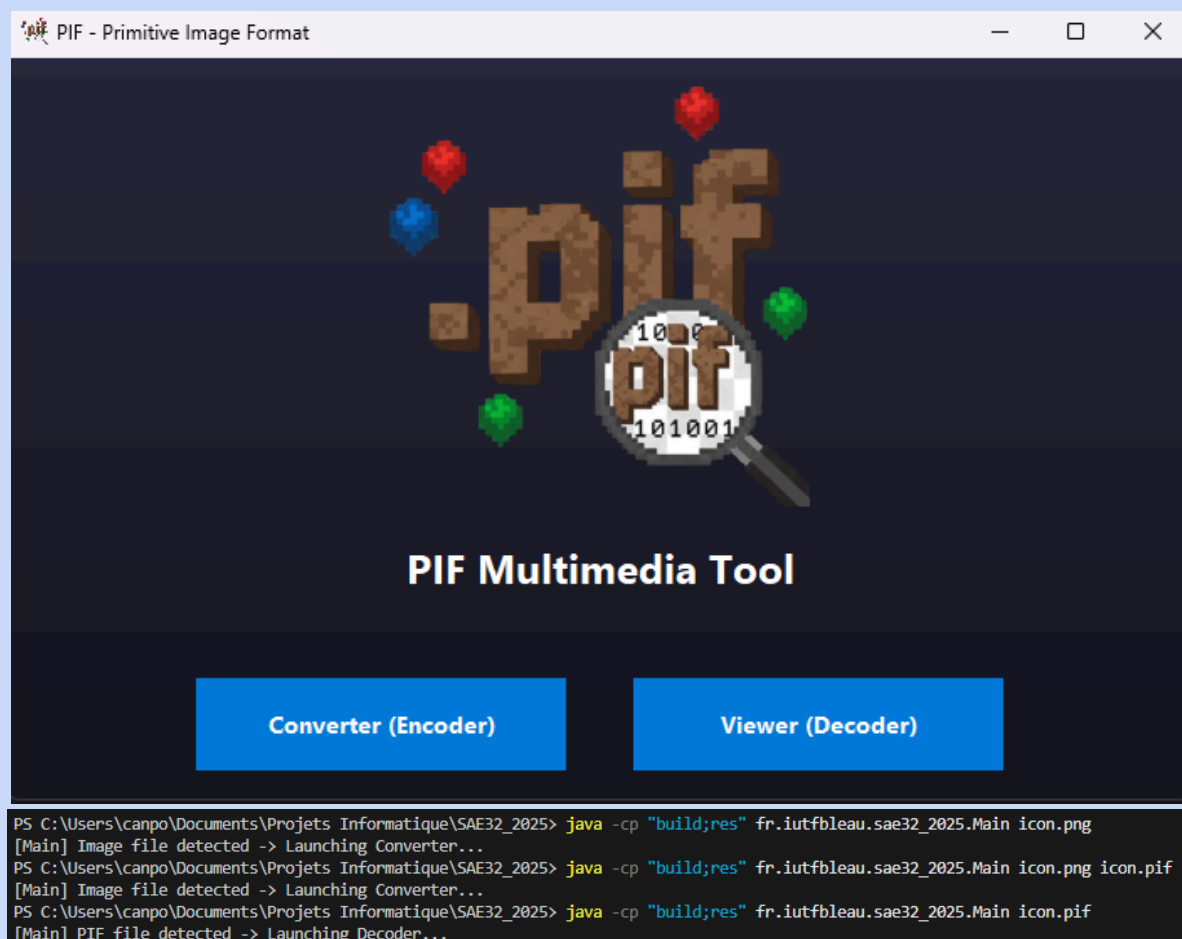 pif PIF - Primitive Image Format
.pif
10 0
pif
101001
PIF Multimedia Tool
Converter (Encoder) Viewer (Decoder)
PS C:\Users\canpo\Documents\Projets Informatique\SAE32_2025> java -cp "build;res" fr.iutfbleau.sae32_2025.Main icon.png
[Main] Image file detected -> Launching Converter...
PS C:\Users\canpo\Documents\Projets Informatique\SAE32_2025> java -cp "build;res" fr.iutfbleau.sae32_2025.Main icon.png icon.pif
[Main] Image file detected -> Launching Converter...
PS C:\Users\canpo\Documents\Projets Informatique\SAE32_2025> java -cp "build;res" fr.iutfbleau.sae32_2025.Main icon.pif
[Main] PIF file detected -> Launching Decoder...